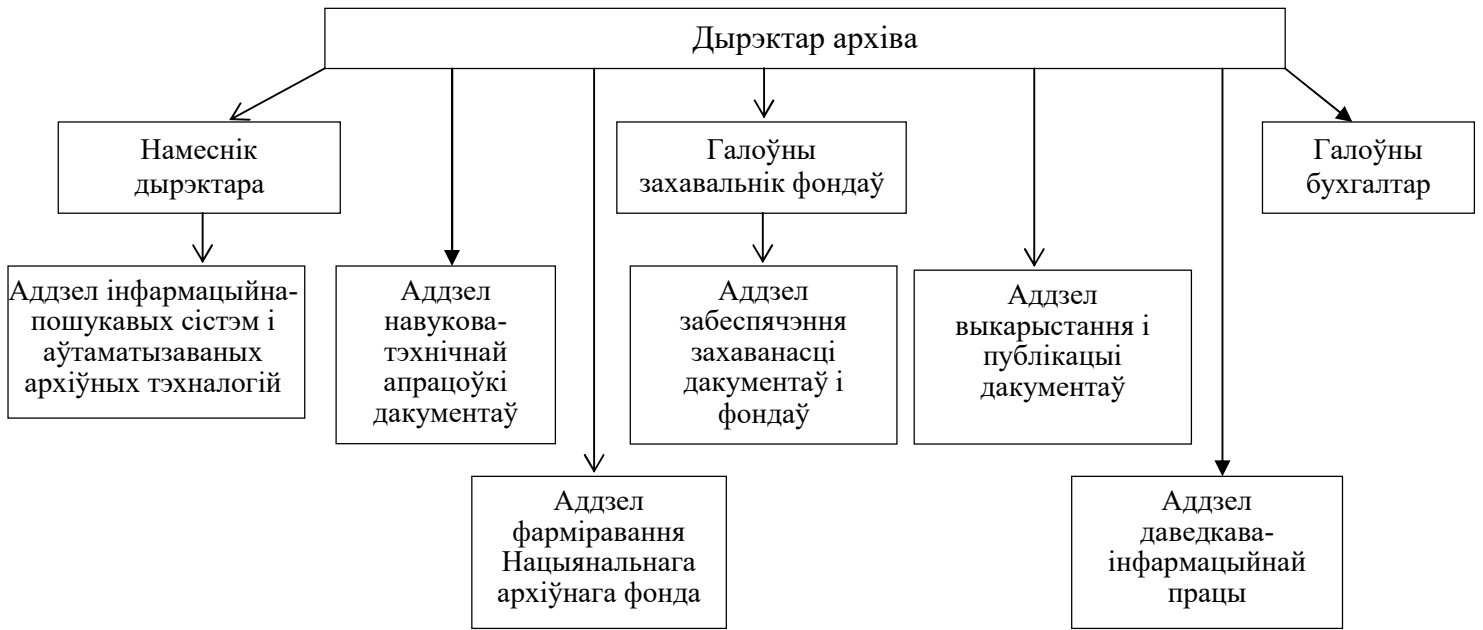 Дырэктар архіва
Намеснік
дырэктара
Галоўны
захавальнік фондаў
Галоўны
бухгалтар
Аддзел інфармацыйна-
пошукавых сістэм і
аўтаматызаваных
архіўных тэхналогій
Аддзел
навукова-
тэхнічнай
апрацоўкі
дакументаў
Аддзел
забеспячэння
захаванасці
дакументаў і
фондаў
Аддзел
выкарыстання і
публікацыі
дакументаў
Аддзел
фарміравання
Нацыянальнага
архіўнага фонда
Аддзел
даведкава-
інфармацыйнай
працы